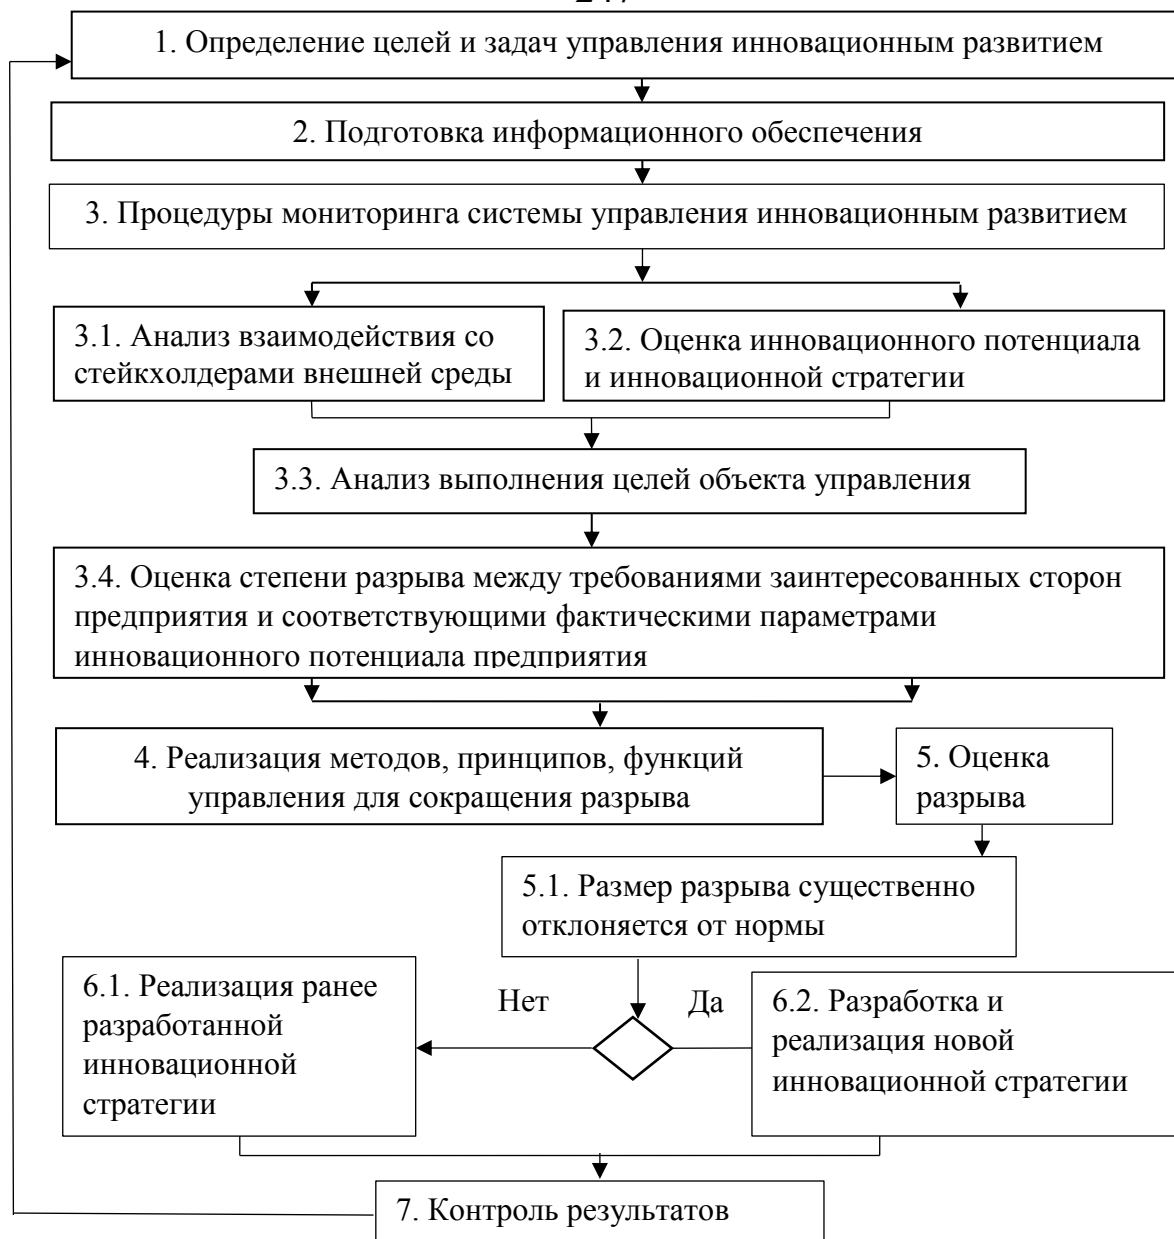 1. Определение целей и задач управления инновационным развитием
2. Подготовка информационного обеспечения
3. Процедуры мониторинга системы управления инновационным развитием
3.1. Анализ взаимодействия со
стейкхолдерами внешней среды
3.2. Оценка инновационного потенциала
и инновационной стратегии
3.3. Анализ выполнения целей объекта управления
3.4. Оценка степени разрыва между требованиями заинтересованных сторон
предприятия и соответствующими фактическими параметрами
инновационного потенциала предприятия
4. Реализация методов, принципов, функций
управления для сокращения разрыва
5. Оценка
разрыва
5.1. Размер разрыва существенно
отклоняется от нормы
Нет
Да
6.1. Реализация ранее
разработанной
инновационной
стратегии
6.2. Разработка и
реализация новой
инновационной стратегии
7. Контроль результатов